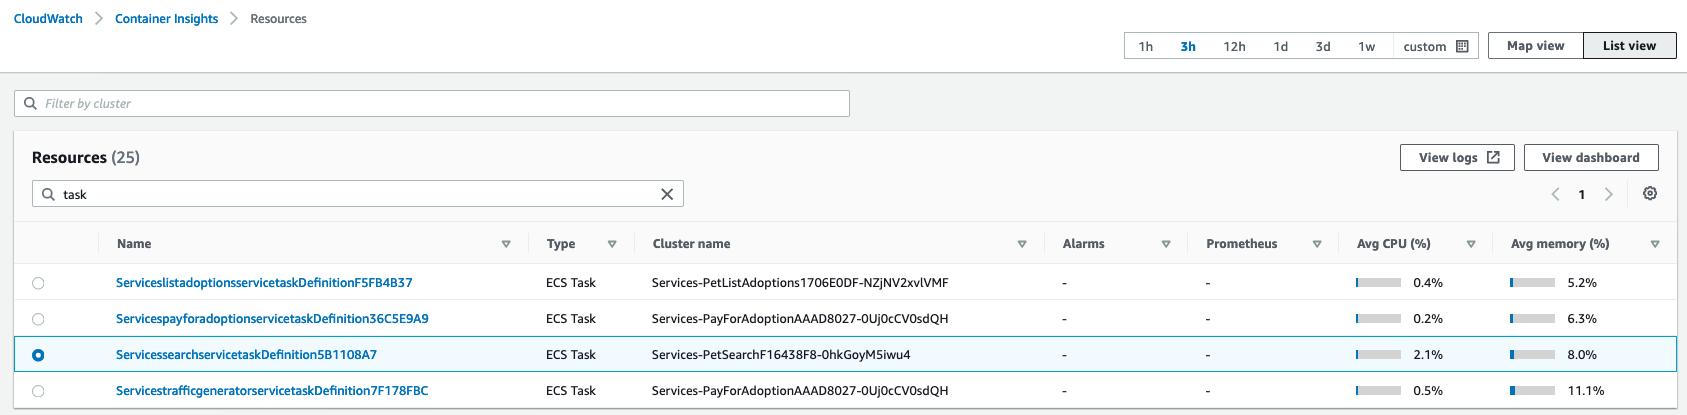 CloudWatch > Container Insights > Resources
1h 3h 12h 1d 3d 1w custom Map view List view
Filter by cluster
Resources (25) View logs View dashboard
task 1
Name Type Cluster name Alarms Prometheus Avg CPU (%) Avg memory (%)
ServiceslistadoptionsservicetaskDefinitionF5FB4B37 ECS Task Services-PetListAdoptions1706E0DF-NZjNV2xvlVMF - - 0.4% 5.2%
ServicespayforadoptionservicetaskDefinition36C5E9A9 ECS Task Services-PayForAdoptionAAAD8027-0Uj0cCV0sdQH - - 0.2% 6.3%
ServicessearchservicetaskDefinition5B1108A7 ECS Task Services-PetSearchF16438F8-0hkGoyM5iwu4 - - 2.1% 8.0%
ServicestrafficgeneratorservicetaskDefinition7F178FBC ECS Task Services-PayForAdoptionAAAD8027-0Uj0cCV0sdQH - - 0.5% 11.1%